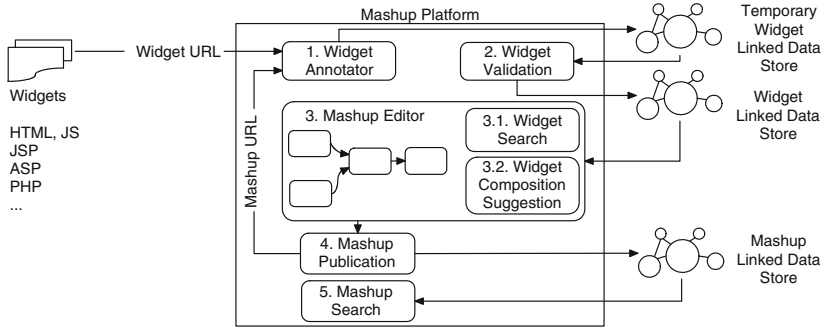 Mashup Platform
Widget URL
1. Widget
Annotator
2. Widget
Validation
Temporary
Widget
Linked Data
Store
Widgets
HTML, JS
JSP
ASP
PHP
...
Mashup URL
3. Mashup Editor
3.1. Widget
Search
3.2. Widget
Composition
Suggestion
Widget
Linked Data
Store
4. Mashup
Publication
Mashup
Linked Data
Store
5. Mashup
Search